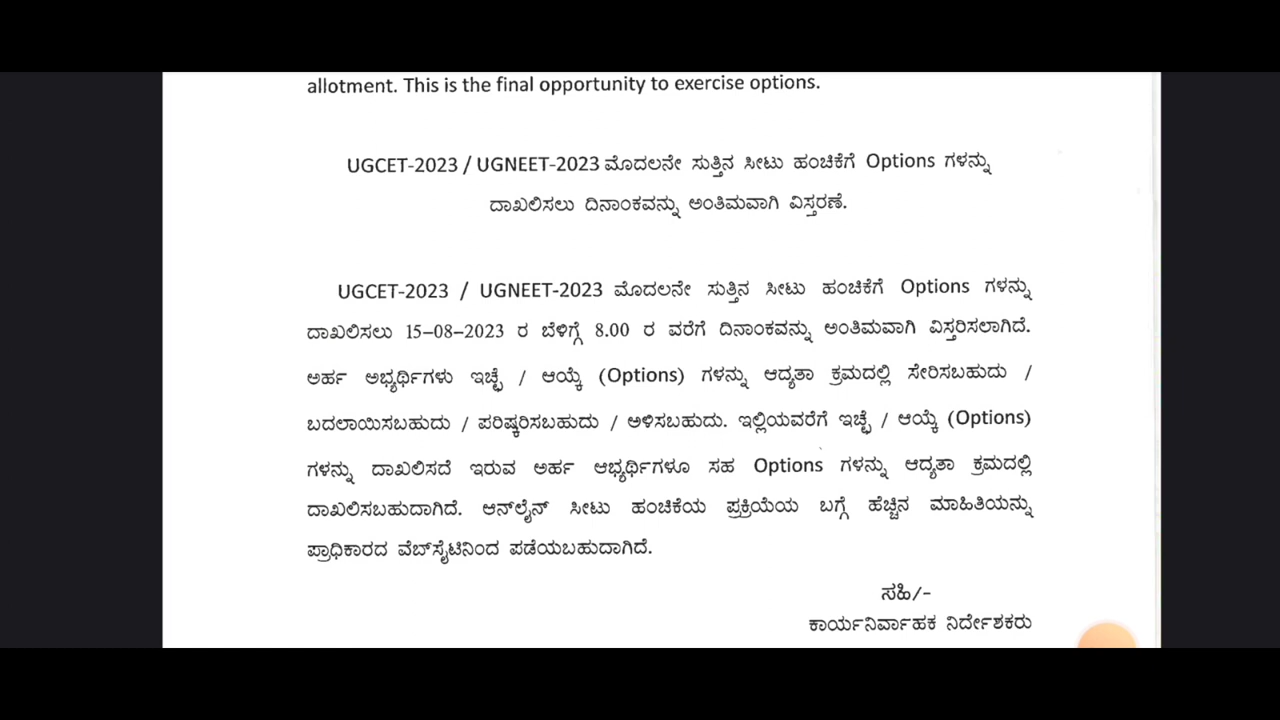 allotment. This is the final opportunity to exercise options.
UGCET-2023 / UGNEET-2023 ಮೊದಲನೇ ಸುತ್ತಿನ ಸೀಟು ಹಂಚಿಕೆಗೆ Options ಗಳನ್ನು
ದಾಖಲಿಸಲು ದಿನಾಂಕವನ್ನು ಅಂತಿಮವಾಗಿ ವಿಸ್ತರಣೆ.
UGCET-2023 / UGNEET-2023 ಮೊದಲನೇ ಸುತ್ತಿನ ಸೀಟು ಹಂಚಿಕೆಗೆ Options ಗಳನ್ನು
ದಾಖಲಿಸಲು 15–08–2023 ರ ಬೆಳಿಗ್ಗೆ 8.00 ರ ವರೆಗೆ ದಿನಾಂಕವನ್ನು ಅಂತಿಮವಾಗಿ ವಿಸ್ತರಿಸಲಾಗಿದೆ.
ಅರ್ಹ ಅಭ್ಯರ್ಥಿಗಳು ಇಚ್ಛೆ / ಆಯ್ಕೆ (Options) ಗಳನ್ನು ಆದ್ಯತಾ ಕ್ರಮದಲ್ಲಿ ಸೇರಿಸಬಹುದು /
ಬದಲಾಯಿಸಬಹುದು / ಪರಿಷ್ಕರಿಸಬಹುದು / ಅಳಿಸಬಹುದು. ಇಲ್ಲಿಯವರೆಗೆ ಇಚ್ಛೆ / ಆಯ್ಕೆ (Options)
ಗಳನ್ನು ದಾಖಲಿಸದೆ ಇರುವ ಅರ್ಹ ಆಭ್ಯರ್ಥಿಗಳೂ ಸಹ Options ಗಳನ್ನು ಆದ್ಯತಾ ಕ್ರಮದಲ್ಲಿ
ದಾಖಲಿಸಬಹುದಾಗಿದೆ. ಆನ್‌ಲೈನ್ ಸೀಟು ಹಂಚಿಕೆಯ ಪ್ರಕ್ರಿಯೆಯ ಬಗ್ಗೆ ಹೆಚ್ಚಿನ ಮಾಹಿತಿಯನ್ನು
ಪ್ರಾಧಿಕಾರದ ವೆಬ್‌ಸೈಟಿನಿಂದ ಪಡೆಯಬಹುದಾಗಿದೆ.
ಸಹಿ/-
ಕಾರ್ಯನಿರ್ವಾಹಕ ನಿರ್ದೇಶಕರು